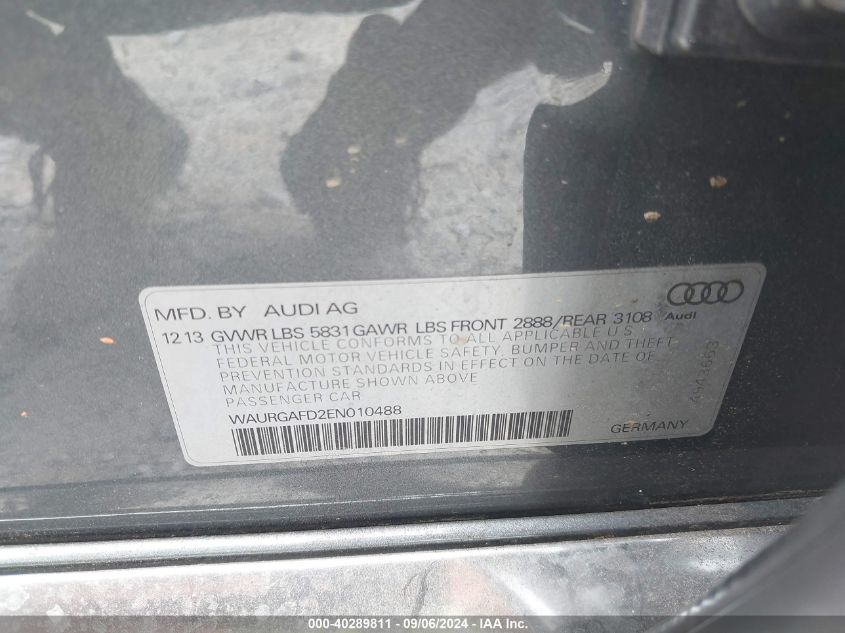 MFD. BY AUDI AG
12 13 GVWR LBS 5831 GAWR LBS FRONT 2888/REAR 3108
Audi
THIS VEHICLE CONFORMS TO ALL APPLICABLE U S
FEDERAL MOTOR VEHICLE SAFETY, BUMPER AND THEFT
PREVENTION STANDARDS IN EFFECT ON THE DATE OF
MANUFACTURE SHOWN ABOVE
PASSENGER CAR
WAURGAFD2EN010488
GERMANY
000-40289811 - 09/06/2024 - IAA Inc.